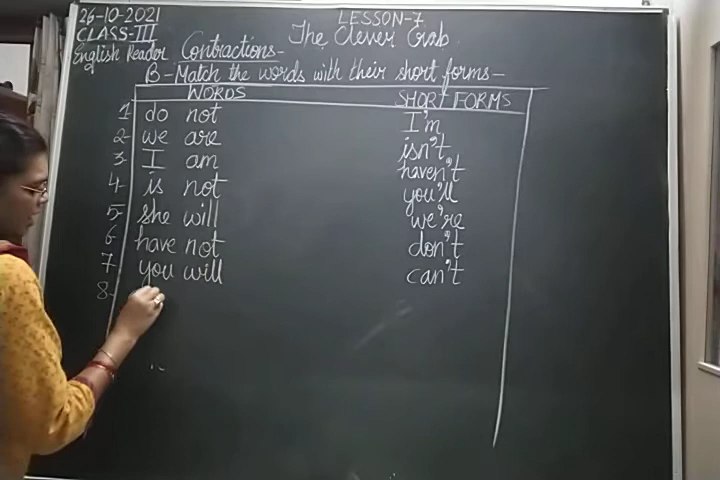 26-10-2021
LESSON-7
CLASS-III
The Clever Crab
English Reader
Contractions-
B-Match the words with their short forms-
WORDS
SHORT FORMS
1- do not
I'm
2- we are
isn't
3- I am
haven't
4- is not
you'll
5- she will
we're
6- have not
don't
7- you will
can't
8-